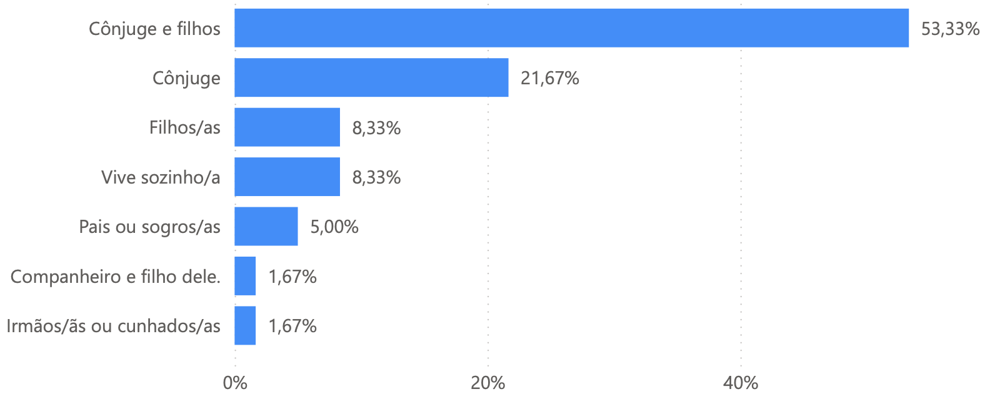 Cônjuge e filhos 53,33%
Cônjuge 21,67%
Filhos/as 8,33%
Vive sozinho/a 8,33%
Pais ou sogros/as 5,00%
Companheiro e filho dele. 1,67%
Irmãos/ãs ou cunhados/as 1,67%
0% 20% 40%